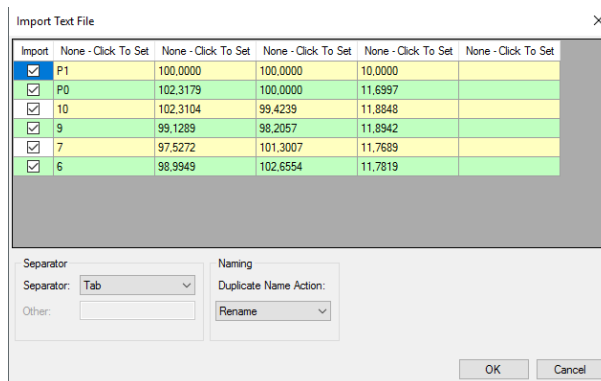 Import Text File
Import None - Click To Set None - Click To Set None - Click To Set None - Click To Set None - Click To Set
P1 100,0000 100,0000 10,0000
P0 102,3179 100,0000 11,6997
10 102,3104 99,4239 11,8848
9 99,1289 98,2057 11,8942
7 97,5272 101,3007 11,7689
6 98,9949 102,6554 11,7819
Separator Naming
Separator: Tab Duplicate Name Action:
Other: Rename
OK Cancel